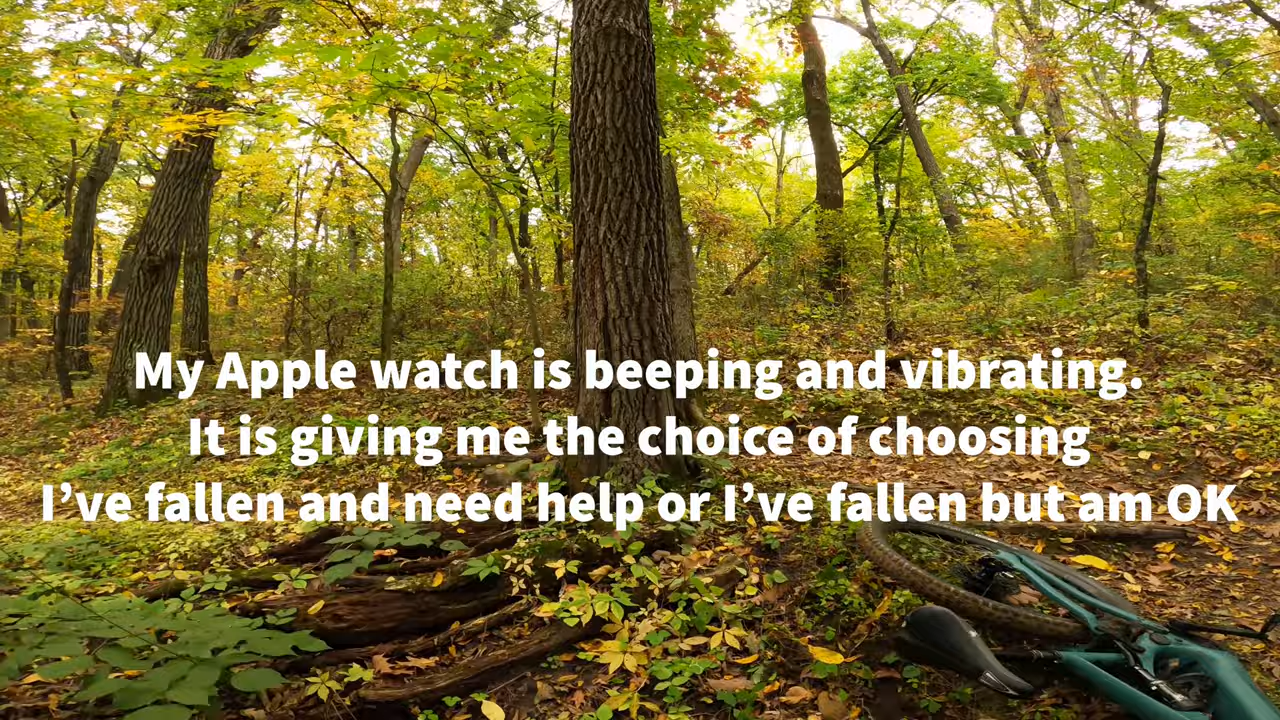 My Apple watch is beeping and vibrating.
It is giving me the choice of choosing
I’ve fallen and need help or I’ve fallen but am OK